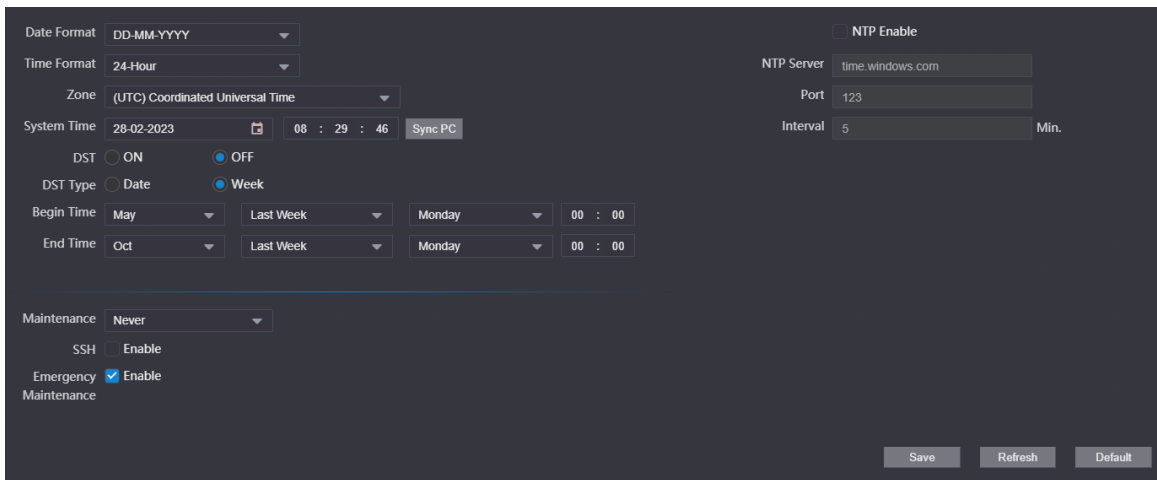 Date Format DD-MM-YYYY NTP Enable
Time Format 24-Hour NTP Server time.windows.com
Zone (UTC) Coordinated Universal Time Port 123
System Time 28-02-2023 08 : 29 : 46 Sync PC Interval 5 Min.
DST ON OFF
DST Type Date Week
Begin Time May Last Week Monday 00 : 00
End Time Oct Last Week Monday 00 : 00
Maintenance Never
SSH Enable
Emergency Enable
Maintenance
Save Refresh Default